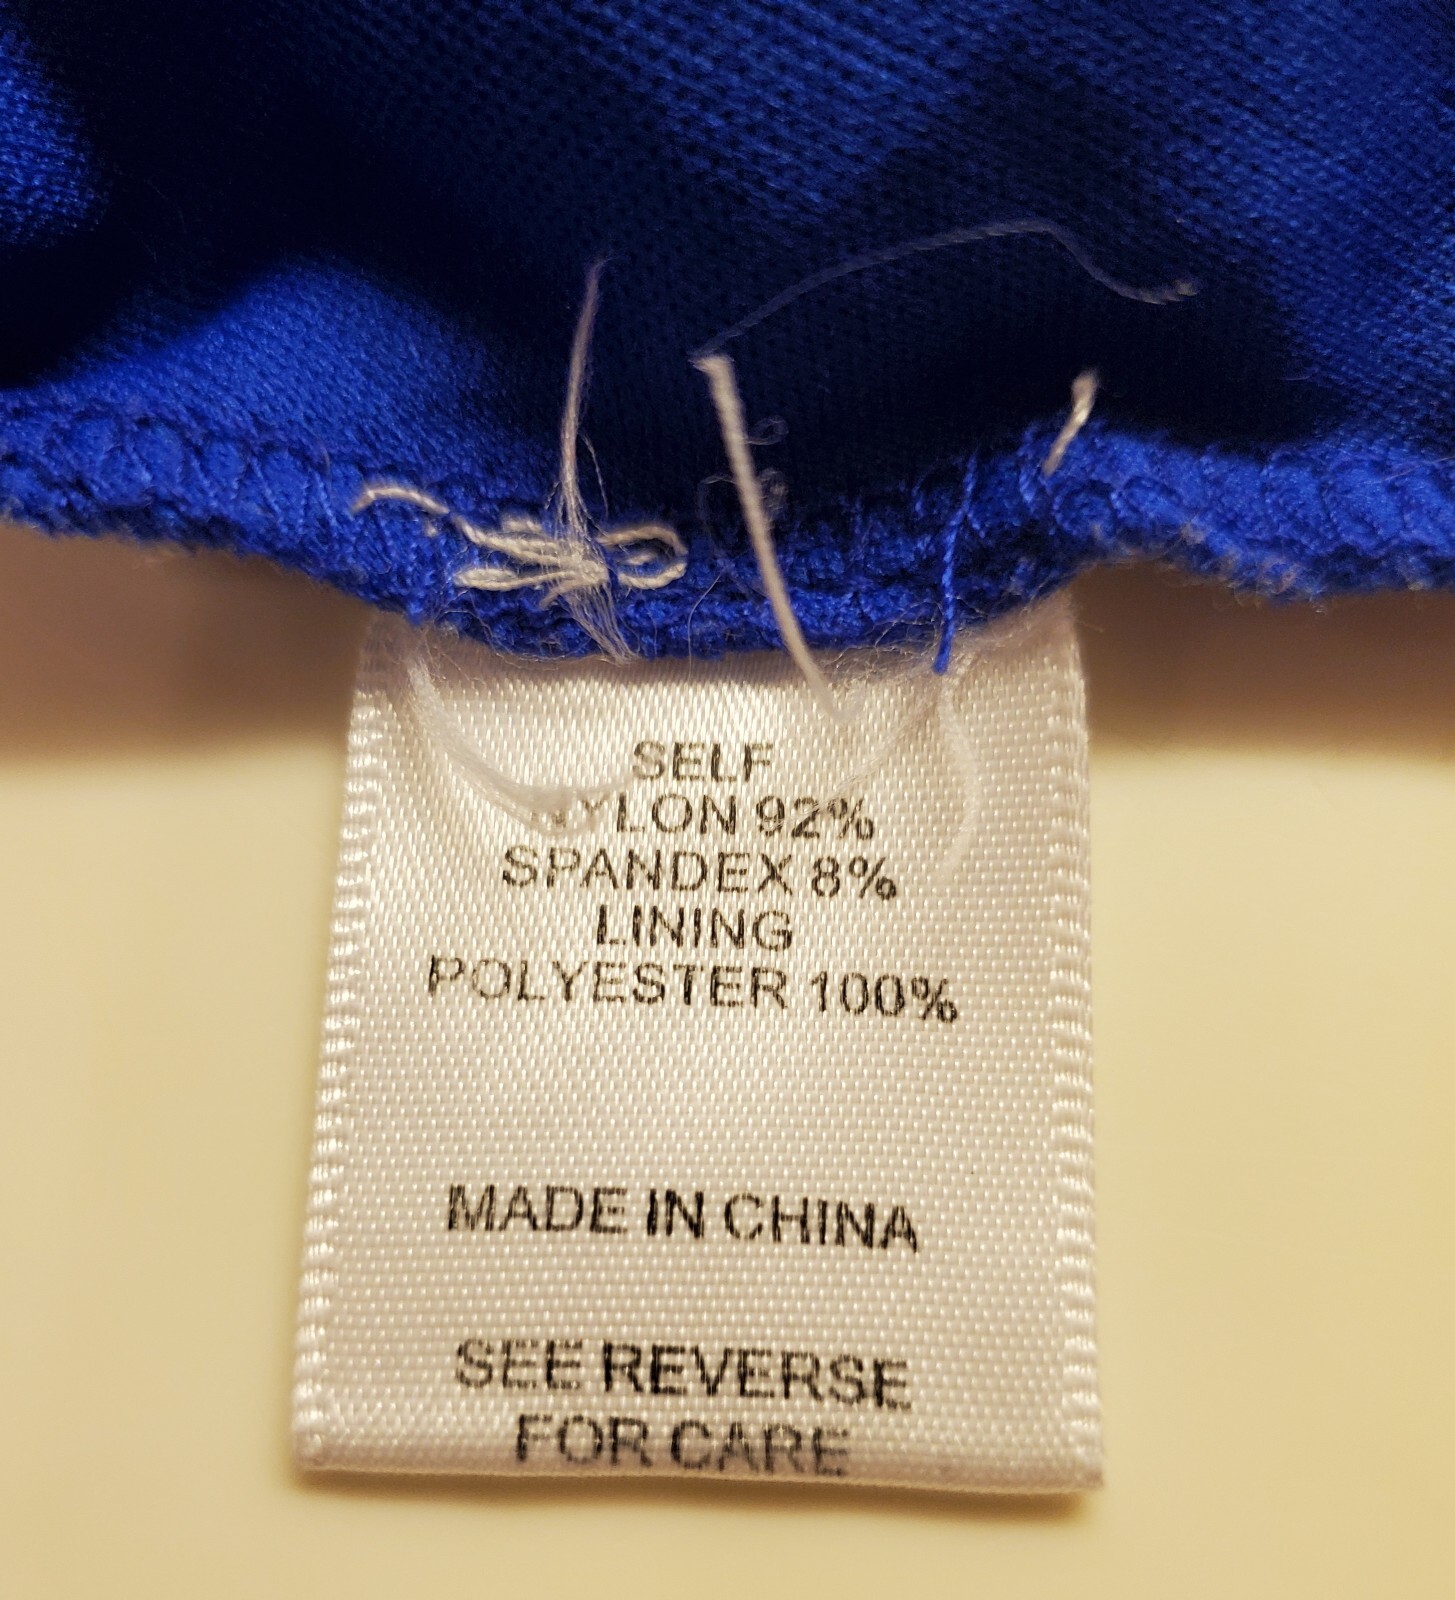 SELF
NYLON 92%
SPANDEX 8%
LINING
POLYESTER 100%
MADE IN CHINA
SEE REVERSE
FOR CARE